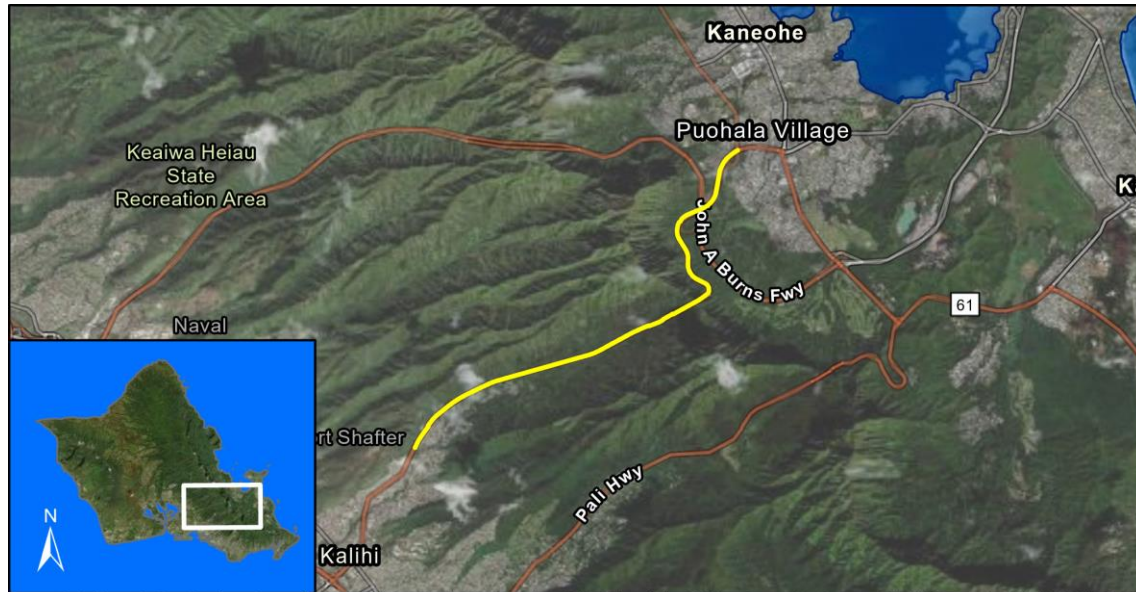 Kaneohe
Puohala Village
Keaiwa Heiau
State
Recreation Area
John A Burns Fwy
61
Naval
rt Shafter
Pali Hwy
N
Kalihi
K